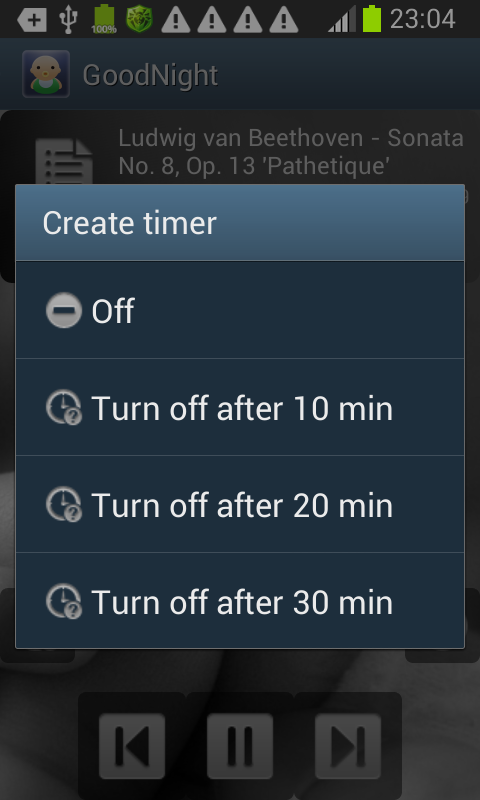 100%
23:04
GoodNight
Ludwig van Beethoven - Sonata
No. 8, Op. 13 'Pathetique'
Create timer
Off
Turn off after 10 min
Turn off after 20 min
Turn off after 30 min